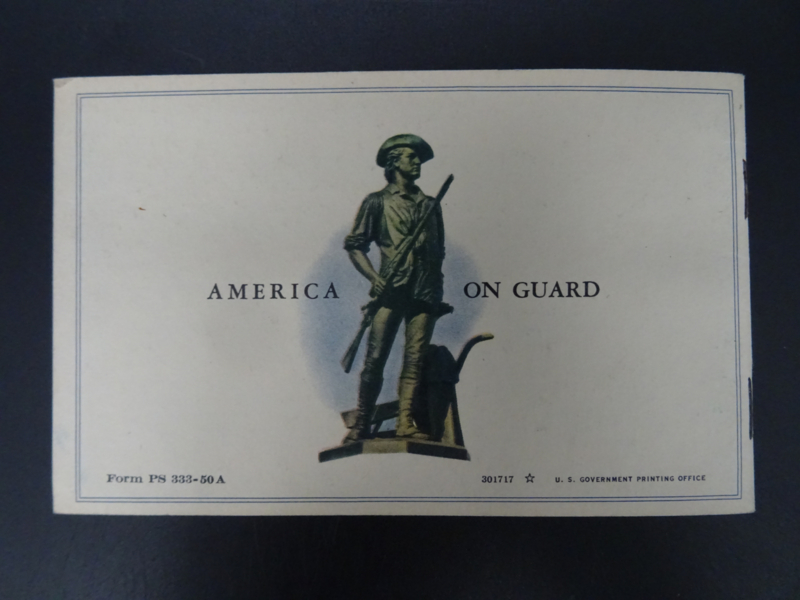 AMERICA ON GUARD
Form PS 333-50A
301717 ☆ U. S. GOVERNMENT PRINTING OFFICE